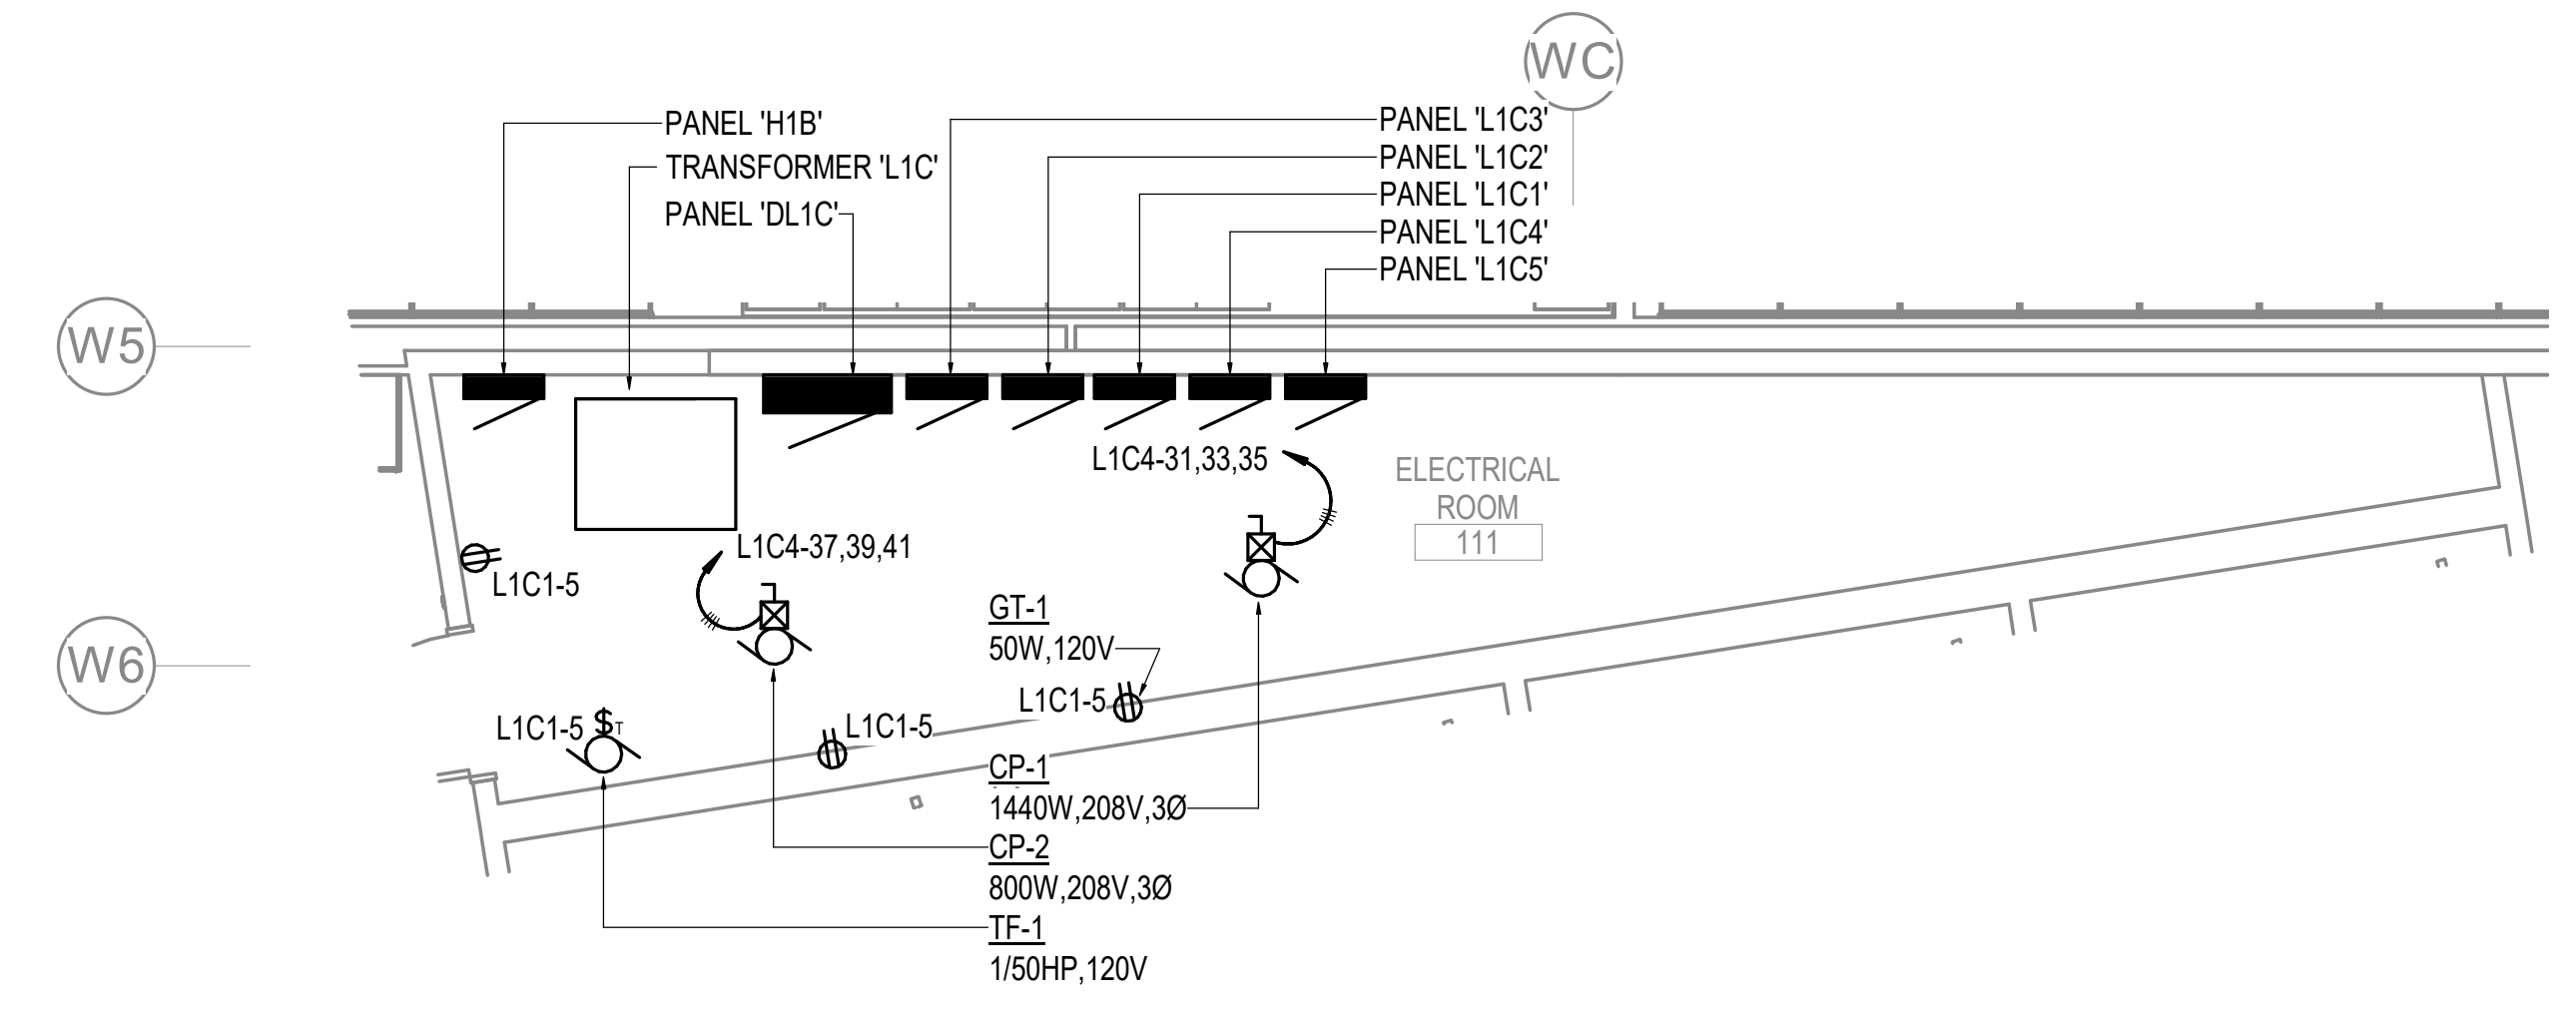 WC
PANEL 'H1B'
TRANSFORMER 'L1C'
PANEL 'DL1C'
PANEL 'L1C3'
PANEL 'L1C2'
PANEL 'L1C1'
PANEL 'L1C4'
PANEL 'L1C5'
W5
L1C4-31,33,35
ELECTRICAL
ROOM
111
L1C4-37,39,41
L1C1-5
W6
GT-1
50W,120V
L1C1-5
L1C1-5 $T
L1C1-5
CP-1
1440W,208V,3Ø
CP-2
800W,208V,3Ø
TF-1
1/50HP,120V